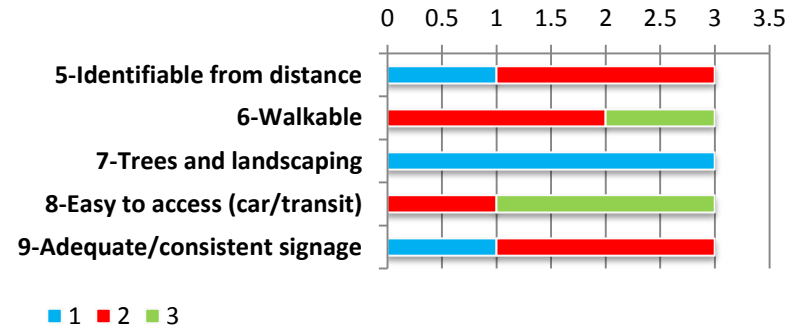 0 0.5 1 1.5 2 2.5 3 3.5
5-Identifiable from distance
6-Walkable
7-Trees and landscaping
8-Easy to access (car/transit)
9-Adequate/consistent signage
1 2 3